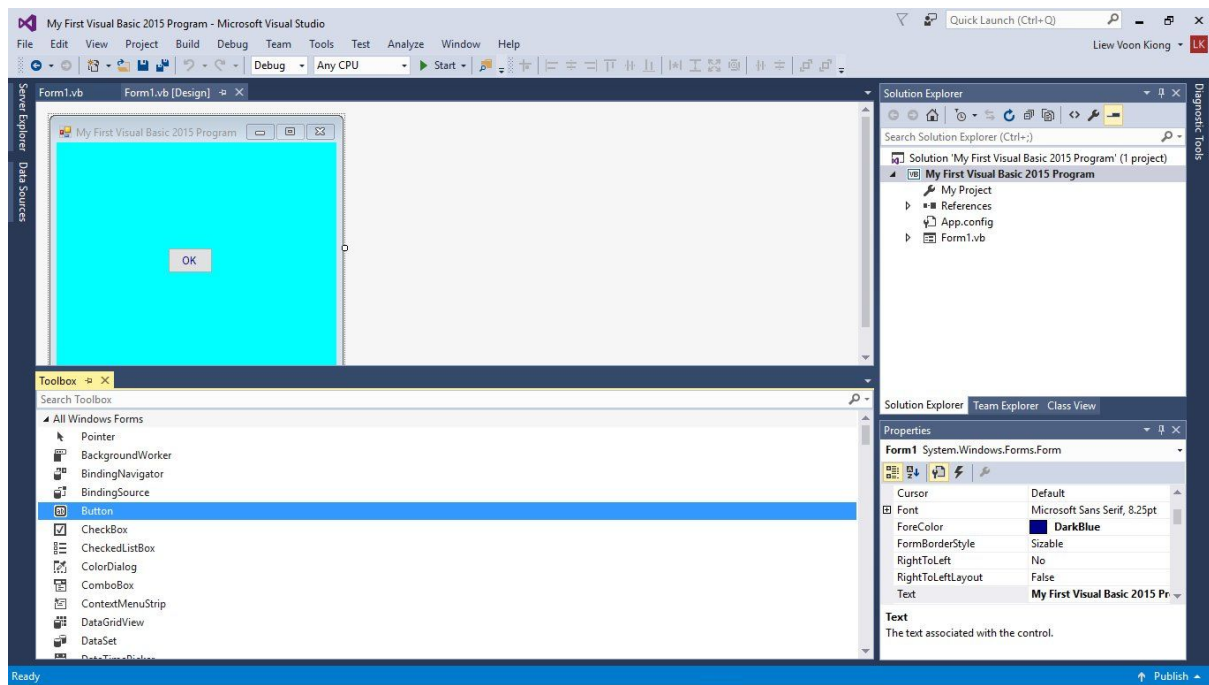 My First Visual Basic 2015 Program - Microsoft Visual Studio
Quick Launch (Ctrl+Q)
File Edit View Project Build Debug Team Tools Test Analyze Window Help
Liew Voon Kiong LK
Debug Any CPU Start
Server Explorer
Data Sources
Form1.vb Form1.vb [Design]
My First Visual Basic 2015 Program
OK
Toolbox
Search Toolbox
All Windows Forms
Pointer
BackgroundWorker
BindingNavigator
BindingSource
Button
CheckBox
CheckedListBox
ColorDialog
ComboBox
ContextMenuStrip
DataGridView
DataSet
DateTimePicker
Solution Explorer
Search Solution Explorer (Ctrl+;)
Solution 'My First Visual Basic 2015 Program' (1 project)
VB My First Visual Basic 2015 Program
My Project
References
App.config
Form1.vb
Solution Explorer Team Explorer Class View
Properties
Form1 System.Windows.Forms.Form
Cursor Default
Font Microsoft Sans Serif, 8.25pt
ForeColor DarkBlue
FormBorderStyle Sizable
RightToLeft No
RightToLeftLayout False
Text My First Visual Basic 2015 Pr
Text
The text associated with the control.
Diagnostic Tools
Ready
Publish